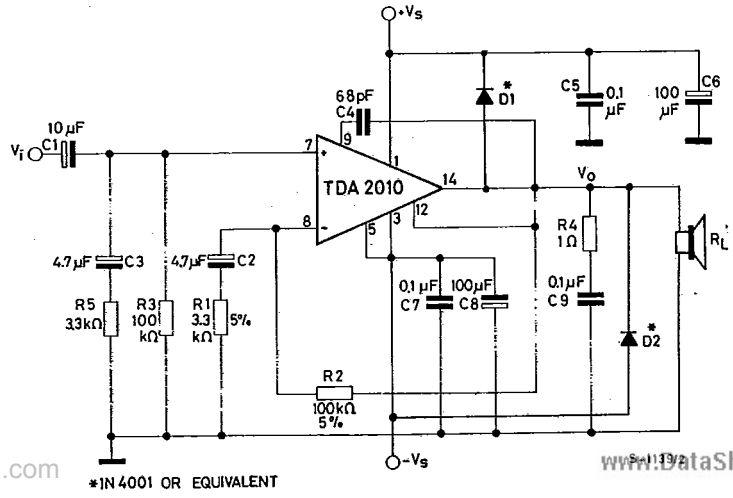 +Vs
*
D1
C5
0.1
µF
C6
100
µF
68pF
C4
10µF
C1
Vi
7
9
+
1
TDA 2010
14
Vo
8
-
5
3
12
R4
1Ω
RL
4.7µF
C3
4.7µF
C2
0.1µF
C7
100µF
C8
0.1µF
C9
R5
3.3kΩ
R3
100
kΩ
R1
3.3
kΩ
5%
*
D2
R2
100kΩ
5%
-Vs
.com
www.DataSl
*IN 4001 OR EQUIVALENT